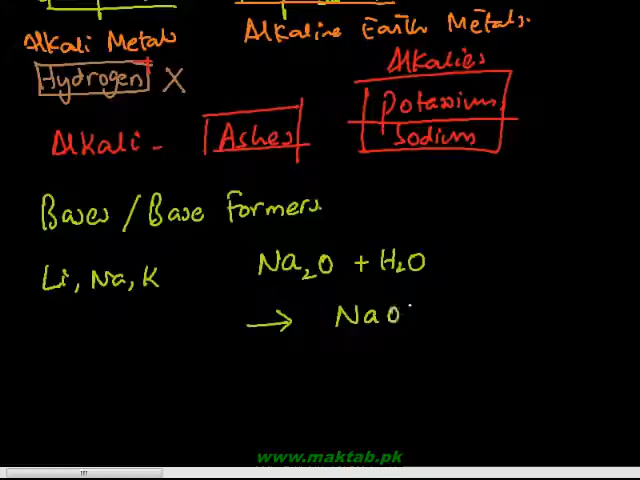 Alkali Metals
Alkaline Earth Metals.
Hydrogen X
Alkalies
Potassium
Sodium
Alkali - Ashes
Bases / Base Formers.
Li, Na, K
Na2O + H2O
→ NaO
www.maktab.pk